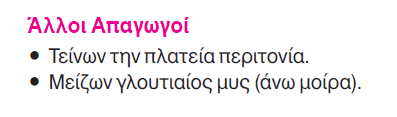 Άλλοι Απαγωγοί
• Τείνων την πλατεία περιτονία.
• Μείζων γλουτιαίος μυς (άνω μοίρα).